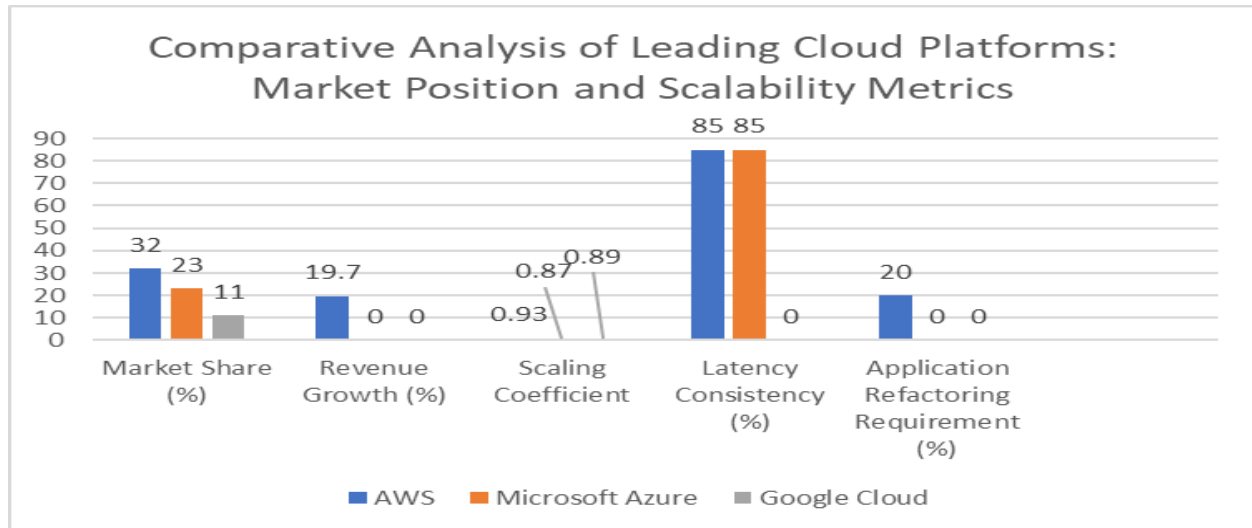 Comparative Analysis of Leading Cloud Platforms:
Market Position and Scalability Metrics
90
80
70
60
50
40
30
20
10
0
32
23
11
19.7
0
0
0.93
0.87
0.89
85
85
0
20
0
0
Market Share
(%)
Revenue
Growth (%)
Scaling
Coefficient
Latency
Consistency
(%)
Application
Refactoring
Requirement
(%)
AWS
Microsoft Azure
Google Cloud